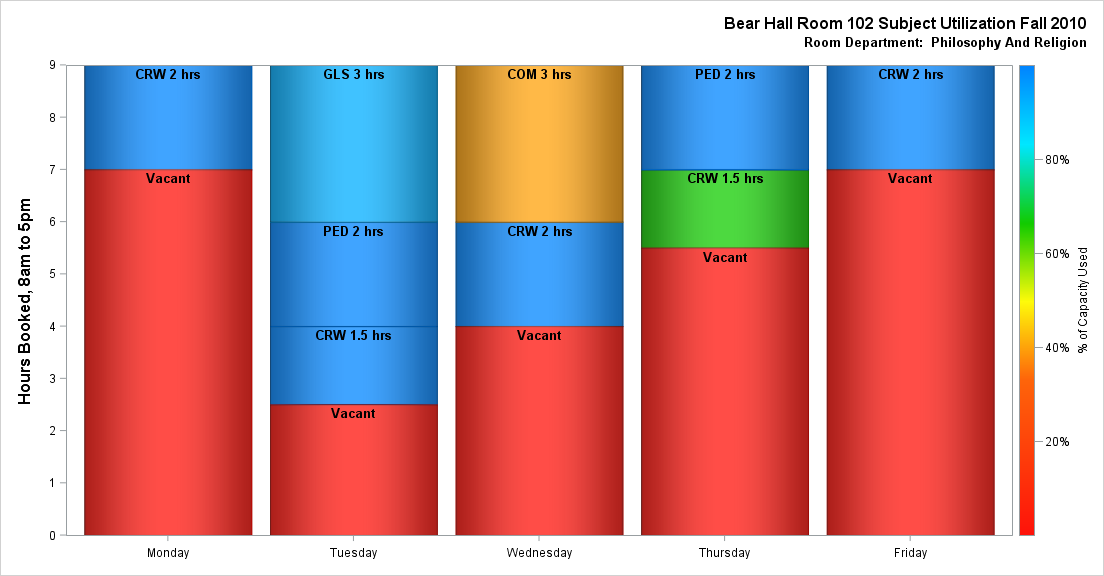 Bear Hall Room 102 Subject Utilization Fall 2010
Room Department:  Philosophy And Religion
Hours Booked, 8am to 5pm
9
8
7
6
5
4
3
2
1
0
CRW 2 hrs
Vacant
GLS 3 hrs
PED 2 hrs
CRW 1.5 hrs
Vacant
COM 3 hrs
CRW 2 hrs
Vacant
PED 2 hrs
CRW 1.5 hrs
Vacant
CRW 2 hrs
Vacant
Monday
Tuesday
Wednesday
Thursday
Friday
80%
60%
40%
20%
% of Capacity Used